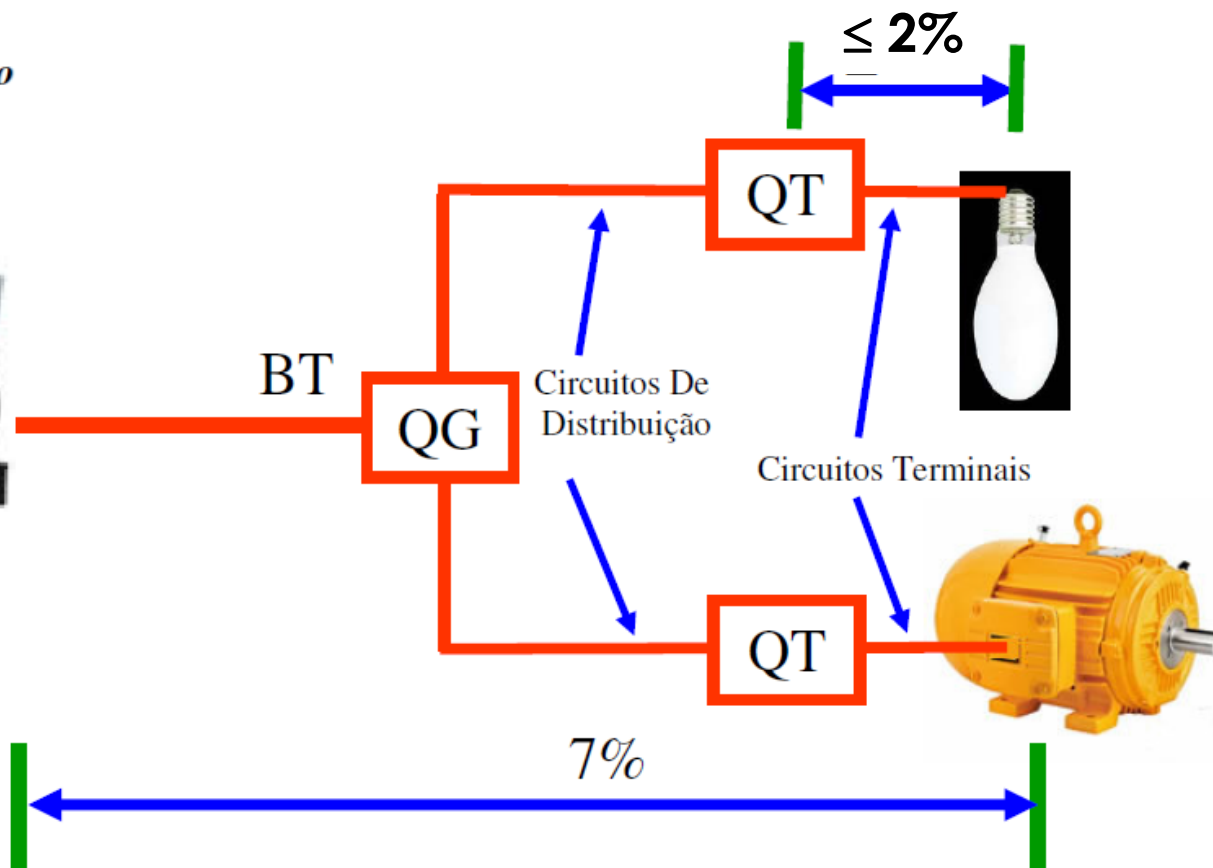 ≤ 2%
o
QT
BT
QG
Circuitos De
Distribuição
Circuitos Terminais
QT
7%